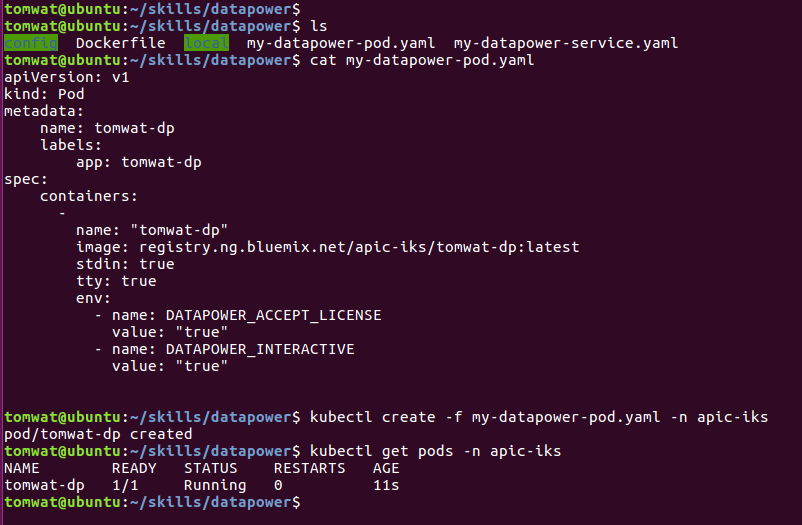 tomwat@ubuntu:~/skills/datapower$
tomwat@ubuntu:~/skills/datapower$ ls
config  Dockerfile  local  my-datapower-pod.yaml  my-datapower-service.yaml
tomwat@ubuntu:~/skills/datapower$ cat my-datapower-pod.yaml
apiVersion: v1
kind: Pod
metadata:
    name: tomwat-dp
    labels:
        app: tomwat-dp
spec:
    containers:
      -
        name: "tomwat-dp"
        image: registry.ng.bluemix.net/apic-iks/tomwat-dp:latest
        stdin: true
        tty: true
        env:
          - name: DATAPOWER_ACCEPT_LICENSE
            value: "true"
          - name: DATAPOWER_INTERACTIVE
            value: "true"
tomwat@ubuntu:~/skills/datapower$ kubectl create -f my-datapower-pod.yaml -n apic-iks
pod/tomwat-dp created
tomwat@ubuntu:~/skills/datapower$ kubectl get pods -n apic-iks
NAME        READY   STATUS    RESTARTS   AGE
tomwat-dp   1/1     Running   0          11s
tomwat@ubuntu:~/skills/datapower$